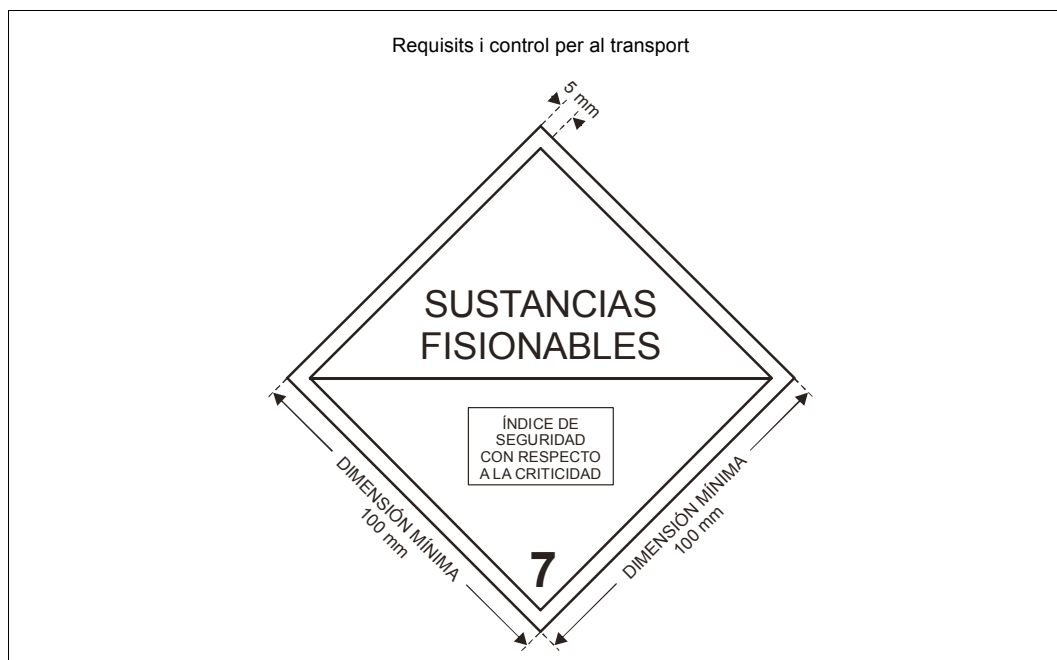 Requisits i control per al transport
5 mm
SUSTANCIAS
FISIONABLES
ÍNDICE DE
SEGURIDAD
CON RESPECTO
A LA CRITICIDAD
DIMENSIÓN MÍNIMA
100 mm
DIMENSIÓN MÍNIMA
100 mm
7